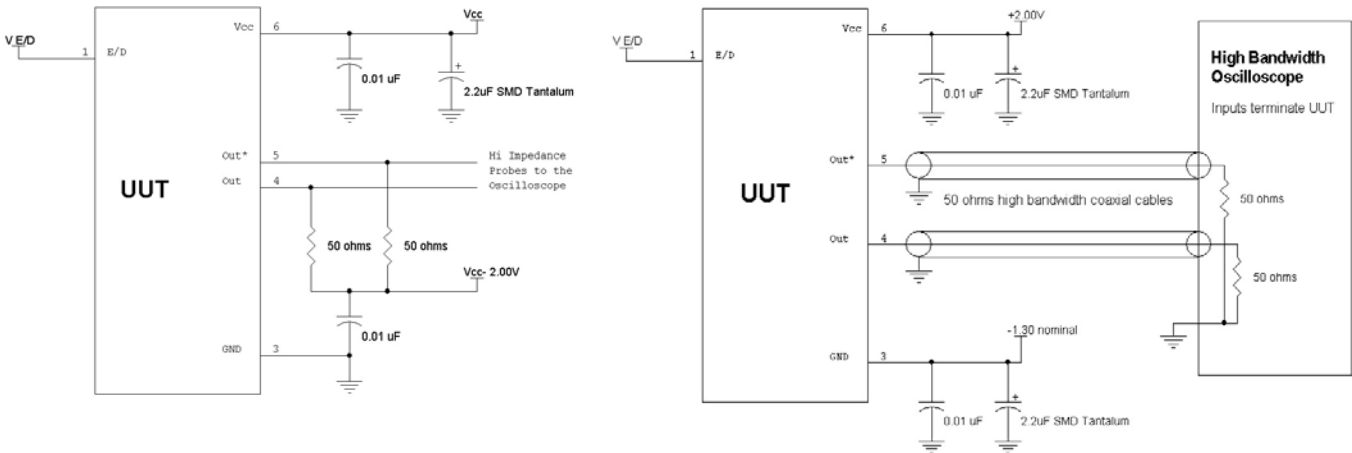 Vcc
V E/D
Vcc
6
1
E/D
0.01 uF
2.2uF SMD Tantalum
+
Out*
5
Hi Impedance
Probes to the
Oscilloscope
Out
4
UUT
50 ohms
50 ohms
Vcc- 2.00V
0.01 uF
GND
3
+2.00V
V E/D
Vcc
6
1
E/D
+
0.01 uF
2.2uF SMD Tantalum
High Bandwidth
Oscilloscope
Inputs terminate UUT
Out*
5
UUT
50 ohms high bandwidth coaxial cables
50 ohms
Out
4
50 ohms
-1.30 nominal
GND
3
+
0.01 uF
2.2uF SMD Tantalum